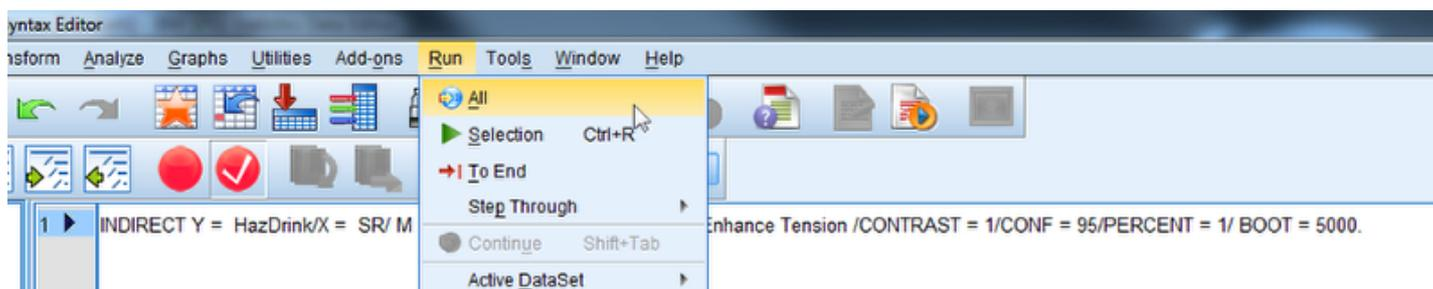 yntax Editor
nsform Analyze Graphs Utilities Add-ons Run Tools Window Help
All
Selection Ctrl+R
To End
Step Through
1 INDIRECT Y = HazDrink/X = SR/ M Enhance Tension /CONTRAST = 1/CONF = 95/PERCENT = 1/ BOOT = 5000.
Continue Shift+Tab
Active DataSet